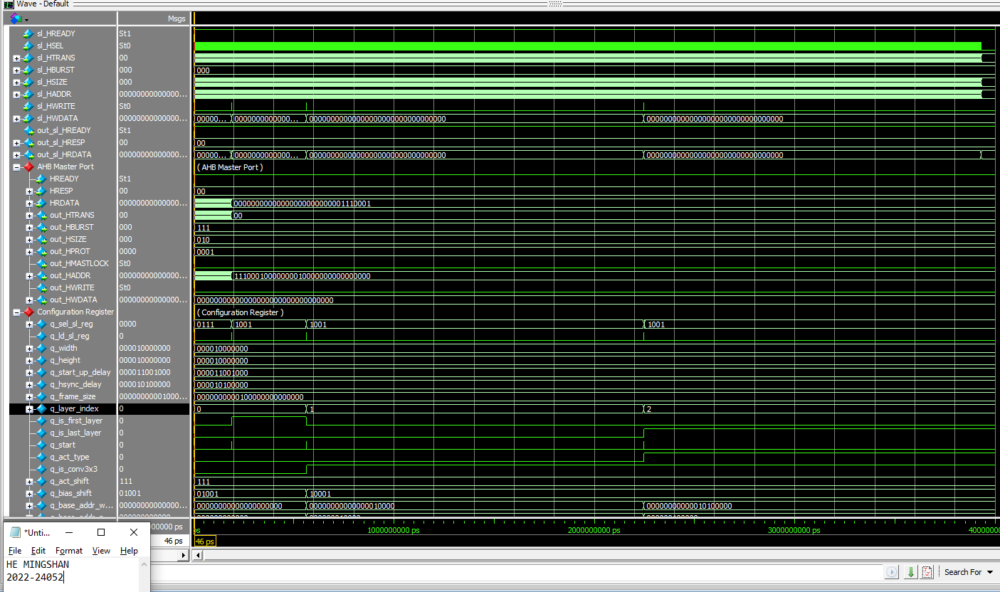 Wave - Default
Msgs
sl_HREADY St1
sl_HSEL St0
sl_HTRANS 00
sl_HBURST 000 000
sl_HSIZE 000
sl_HADDR 00000000000000...
sl_HWRITE St0
sl_HWDATA 00000000000000... 00000... 0000000000000... 00000000000000000000000000000000 00000000000000000000000000000000
out_sl_HREADY St1
out_sl_HRESP 00 00
out_sl_HRDATA 00000000000000... 00000... 0000000000000... 00000000000000000000000000000000 00000000000000000000000000000000
AHB Master Port ( AHB Master Port )
HREADY St1
HRESP 00 00
HRDATA 00000000000000... 00000000000000000000000001110001
out_HTRANS 00 00
out_HBURST 000 111
out_HSIZE 000 010
out_HPROT 0000 0001
out_HMASTLOCK St0
out_HADDR 00000000000000... 11100010000000010000000000000000
out_HWRITE St0
out_HWDATA 00000000000000... 00000000000000000000000000000000
Configuration Register ( Configuration Register )
q_sel_sl_reg 0000 0111 1001 1001 1001
q_ld_sl_reg 0
q_width 000010000000 000010000000
q_height 000010000000 000010000000
q_start_up_delay 000011001000 000011001000
q_hsync_delay 000010100000 000010100000
q_frame_size 00000000001000... 0000000000100000000000000
q_layer_index 0 0 1 2
q_is_first_layer 0
q_is_last_layer 0
q_start 0
q_act_type 0
q_is_conv3x3 0
q_act_shift 111 111
q_bias_shift 01001 01001 10001
q_base_addr_w... 00000000000000... 00000000000000000000 00000000000000010000 00000000000010100000
00000 ps ps 1000000000 ps 2000000000 ps 3000000000 ps 40000000
46 ps 46 ps
*Unti...
File Edit Format View Help
HE MINGSHAN
2022-24052
Search For